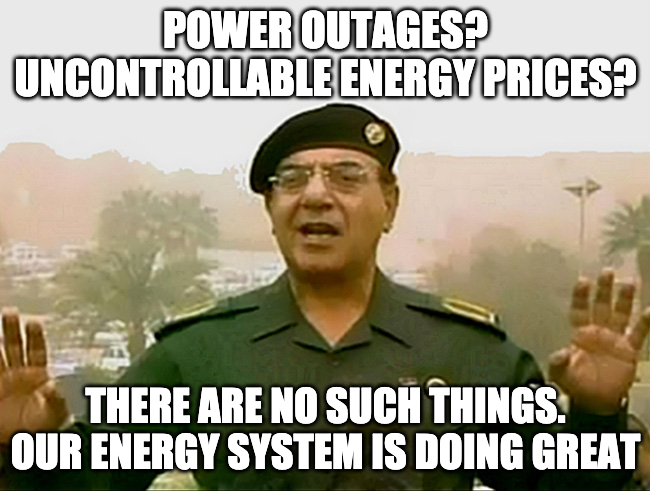 POWER OUTAGES?
UNCONTROLLABLE ENERGY PRICES?
THERE ARE NO SUCH THINGS.
OUR ENERGY SYSTEM IS DOING GREAT